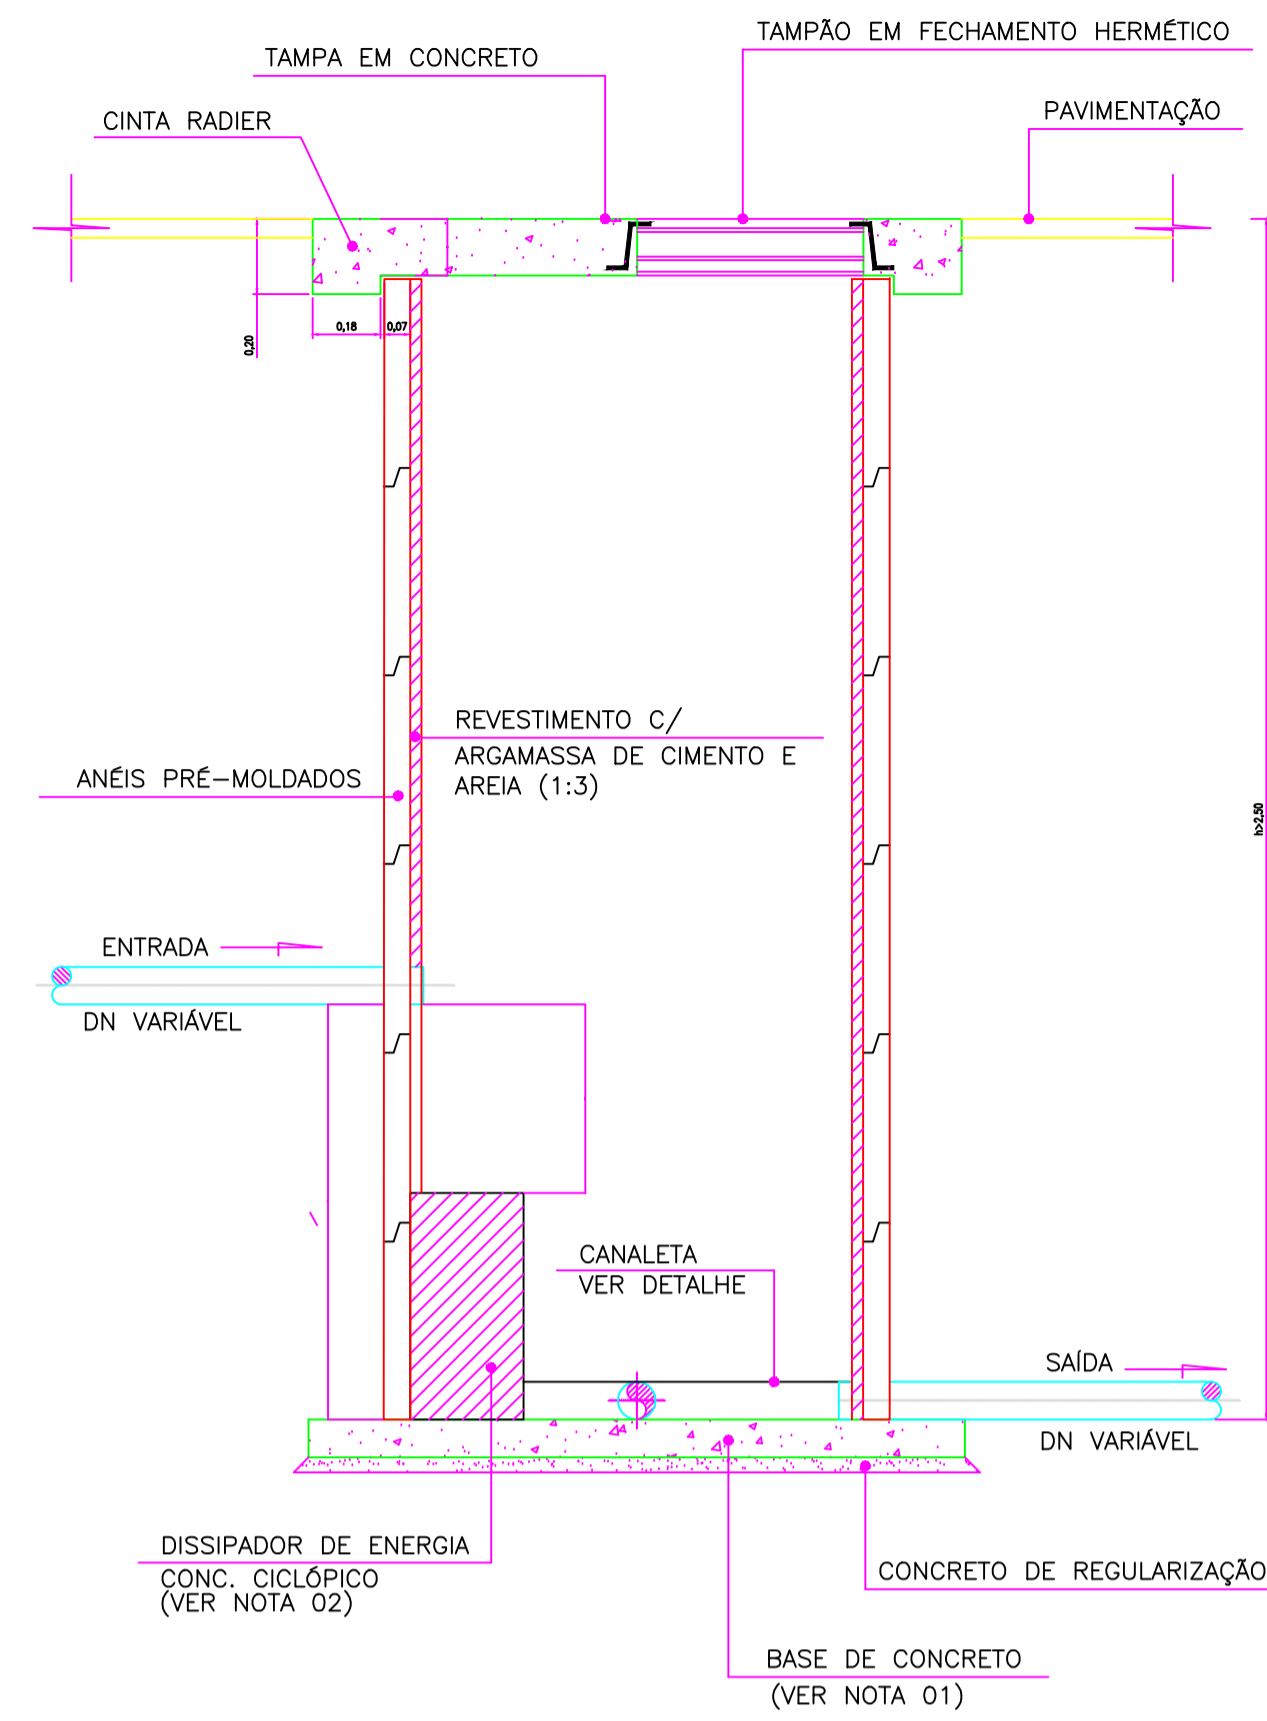 TAMPÃO EM FECHAMENTO HERMÉTICO
TAMPA EM CONCRETO
PAVIMENTAÇÃO
CINTA RADIER
0,18
0,07
0,20
REVESTIMENTO C/
ARGAMASSA DE CIMENTO E
AREIA (1:3)
ANÉIS PRÉ-MOLDADOS
h>2,50
ENTRADA
DN VARIÁVEL
CANALETA
VER DETALHE
SAÍDA
DN VARIÁVEL
DISSIPADOR DE ENERGIA
CONC. CICLÓPICO
(VER NOTA 02)
CONCRETO DE REGULARIZAÇÃO
BASE DE CONCRETO
(VER NOTA 01)